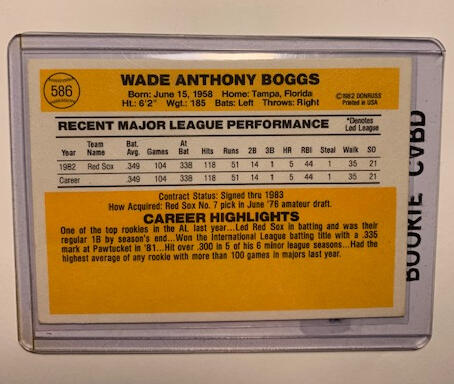 586
WADE ANTHONY BOGGS
Born: June 15, 1958 Home: Tampa, Florida
Ht.: 6'2" Wgt.: 185 Bats: Left Throws: Right
©1982 DONRUSS
Printed in USA
RECENT MAJOR LEAGUE PERFORMANCE
*Denotes
Led League
Year Team Name Bat. Avg. Games At Bat Hits Runs 2B 3B HR RBI Steal Walk SO
1982 Red Sox .349 104 338 118 51 14 1 5 44 1 35 21
Career .349 104 338 118 51 14 1 5 44 1 35 21
Contract Status: Signed thru 1983
How Acquired: Red Sox No. 7 pick in June '76 amateur draft.
CAREER HIGHLIGHTS
One of the top rookies in the AL last year...Led Red Sox in batting and was their
regular 1B by season's end...Won the International League batting title with a .335
mark at Pawtucket in '81...Hit over .300 in 5 of his 6 minor league seasons...Had the
highest average of any rookie with more than 100 games in majors last year.
ROOKIE CARD